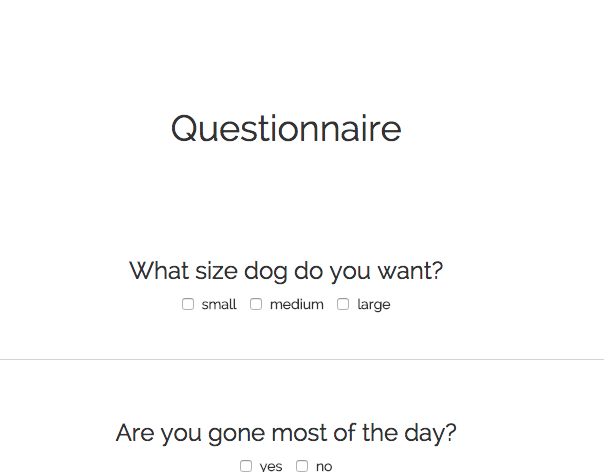 Questionnaire
What size dog do you want?
small medium large
Are you gone most of the day?
yes no